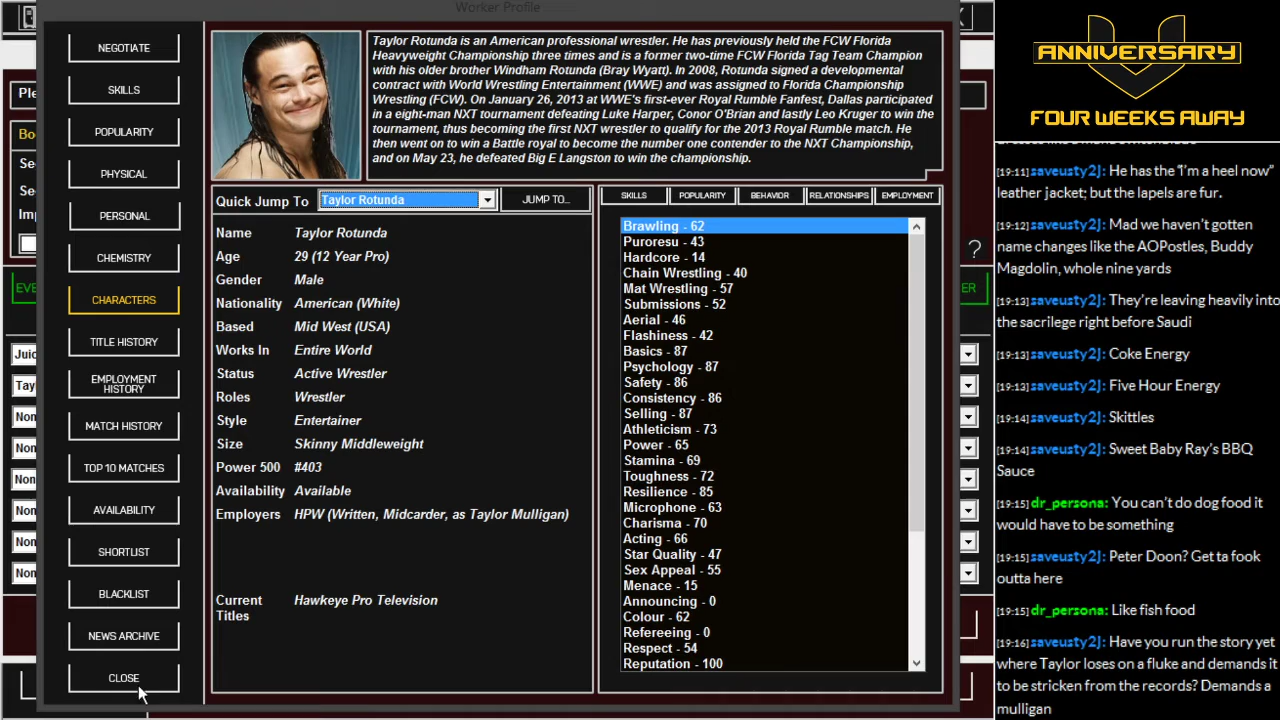 Worker Profile
NEGOTIATE
SKILLS
POPULARITY
PHYSICAL
PERSONAL
CHEMISTRY
CHARACTERS
TITLE HISTORY
EMPLOYMENT
HISTORY
MATCH HISTORY
TOP 10 MATCHES
AVAILABILITY
SHORTLIST
BLACKLIST
NEWS ARCHIVE
CLOSE
Taylor Rotunda is an American professional wrestler. He has previously held the FCW Florida
Heavyweight Championship three times and is a former two-time FCW Florida Tag Team Champion
with his older brother Windham Rotunda (Bray Wyatt). In 2008, Rotunda signed a developmental
contract with World Wrestling Entertainment (WWE) and was assigned to Florida Championship
Wrestling (FCW). On January 26, 2013 at WWE's first-ever Royal Rumble Fanfest, Dallas participated
in a eight-man NXT tournament defeating Luke Harper, Conor O'Brian and lastly Leo Kruger to win the
tournament, thus becoming the first NXT wrestler to qualify for the 2013 Royal Rumble match. He
then went on to win a Battle royal to become the number one contender to the NXT Championship,
and on May 23, he defeated Big E Langston to win the championship.
Quick Jump To Taylor Rotunda JUMP TO...
Name Taylor Rotunda
Age 29 (12 Year Pro)
Gender Male
Nationality American (White)
Based Mid West (USA)
Works In Entire World
Status Active Wrestler
Roles Wrestler
Style Entertainer
Size Skinny Middleweight
Power 500 #403
Availability Available
Employers HPW (Written, Midcarder, as Taylor Mulligan)
Current Hawkeye Pro Television
Titles
SKILLS POPULARITY BEHAVIOR RELATIONSHIPS EMPLOYMENT
Brawling - 62
Puroresu - 43
Hardcore - 14
Chain Wrestling - 40
Mat Wrestling - 57
Submissions - 52
Aerial - 46
Flashiness - 42
Basics - 87
Psychology - 87
Safety - 86
Consistency - 86
Selling - 87
Athleticism - 73
Power - 65
Stamina - 69
Toughness - 72
Resilience - 85
Microphone - 63
Charisma - 70
Acting - 66
Star Quality - 47
Sex Appeal - 55
Menace - 15
Announcing - 0
Colour - 62
Refereeing - 0
Respect - 54
Reputation - 100
?
ANNIVERSARY
FOUR WEEKS AWAY
[19:11] saveusty2J: He has the "I'm a heel now"
leather jacket; but the lapels are fur.
[19:12] saveusty2J: Mad we haven't gotten
name changes like the AOPostles, Buddy
Magdolin, whole nine yards
[19:13] saveusty2J: They're leaving heavily into
the sacrilege right before Saudi
[19:13] saveusty2J: Coke Energy
[19:13] saveusty2J: Five Hour Energy
[19:14] saveusty2J: Skittles
[19:14] saveusty2J: Sweet Baby Ray's BBQ
Sauce
[19:15] dr_persona: You can't do dog food it
would have to be something
[19:15] saveusty2J: Peter Doon? Get ta fook
outta here
[19:15] dr_persona: Like fish food
[19:16] saveusty2J: Have you run the story yet
where Taylor loses on a fluke and demands it
to be stricken from the records? Demands a
mulligan